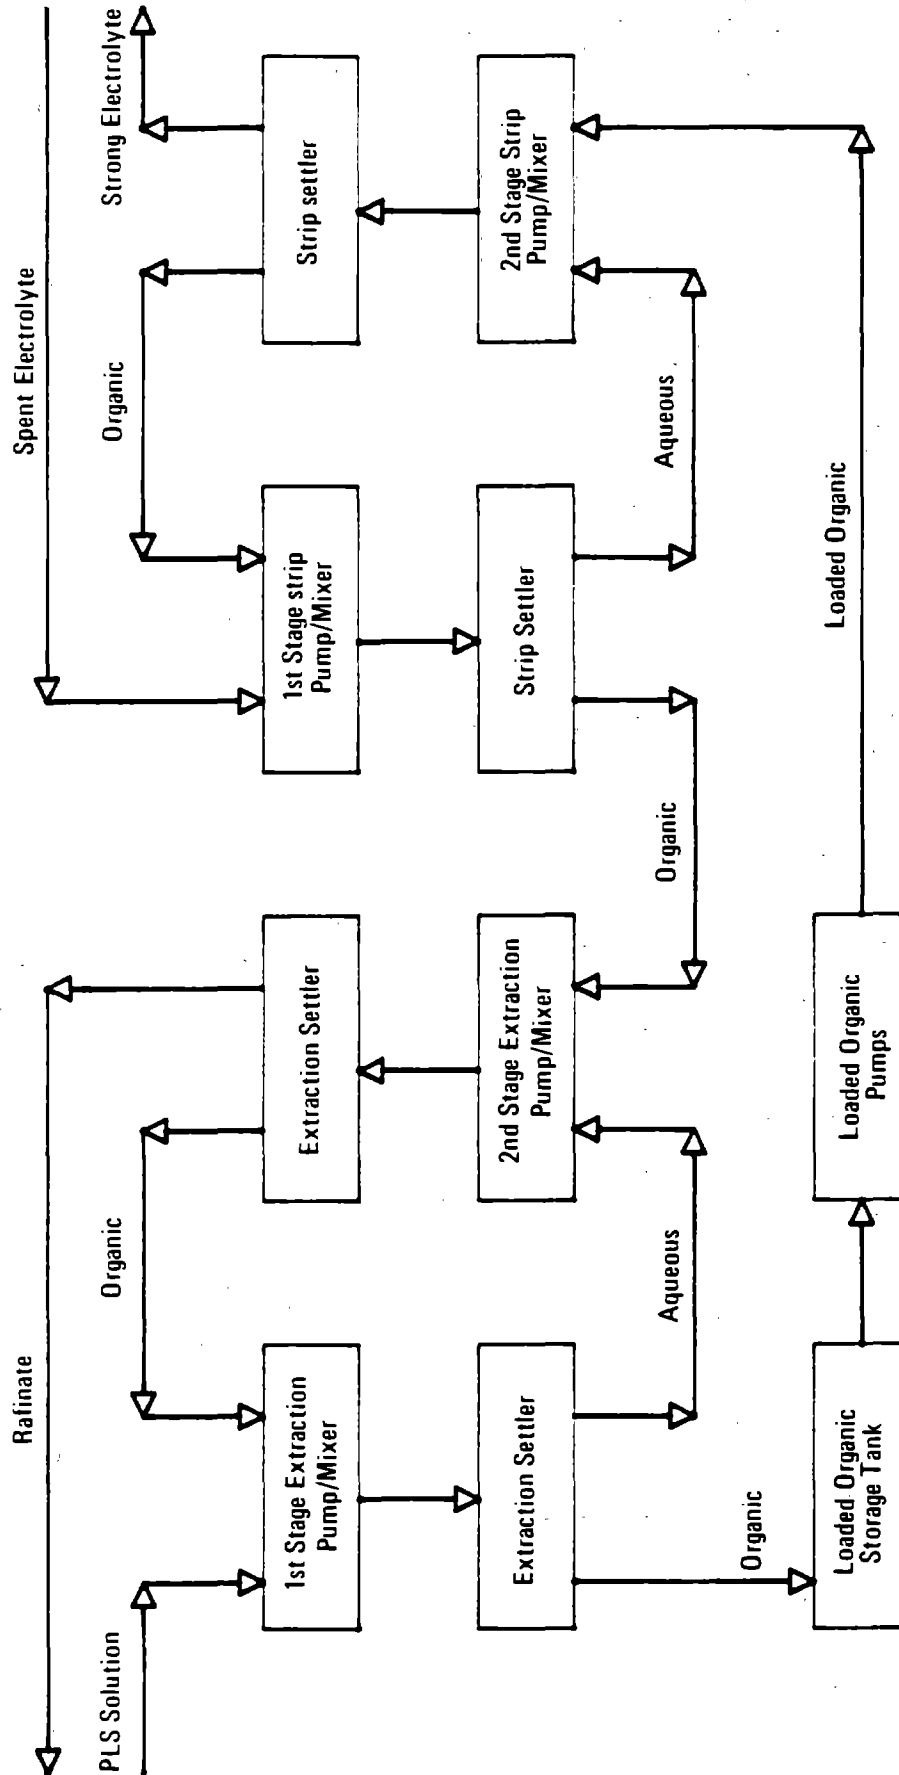 Rafinate
Spent Electrolyte
PLS Solution
Organic
Organic
Strong Electrolyte
1st Stage Extraction
Pump/Mixer
Extraction Settler
1st Stage strip
Pump/Mixer
Strip settler
Extraction Settler
2nd Stage Extraction
Pump/Mixer
Strip Settler
2nd Stage Strip
Pump/Mixer
Organic
Aqueous
Organic
Aqueous
Loaded Organic
Storage Tank
Loaded Organic
Pumps
Loaded Organic